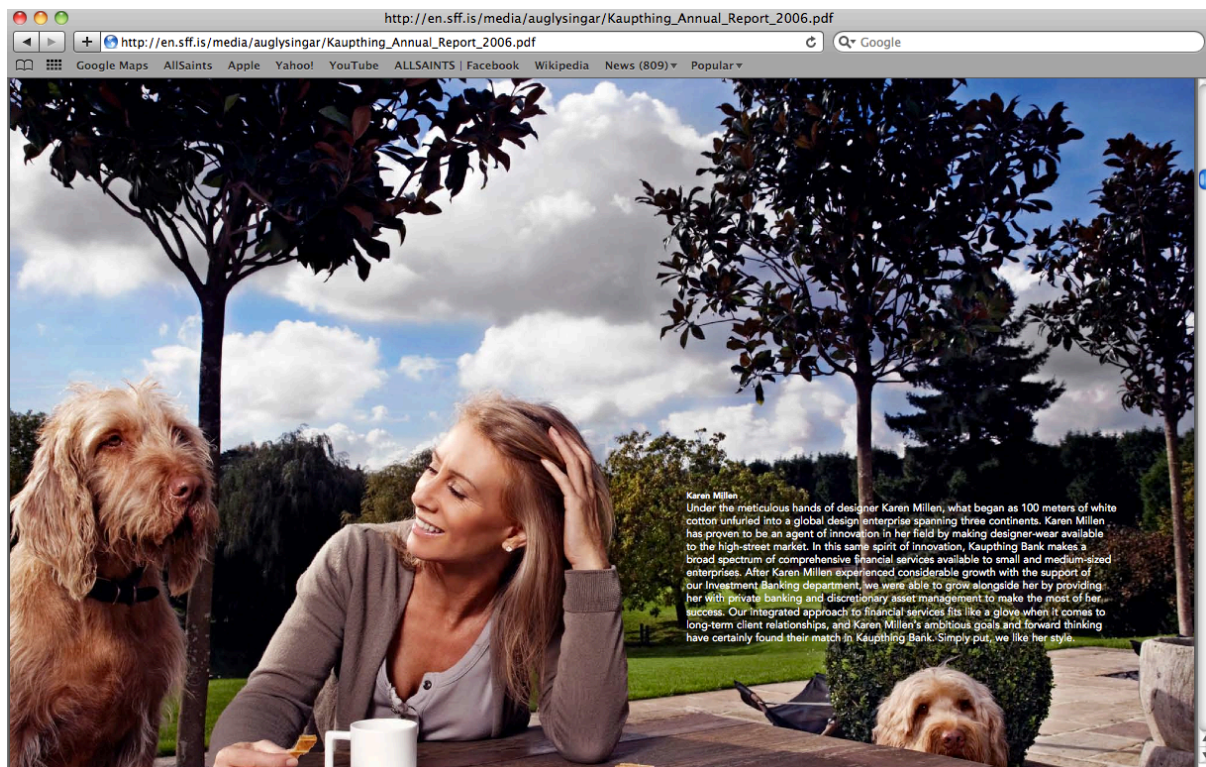 http://en.sff.is/media/auglysingar/Kaupthing_Annual_Report_2006.pdf
http://en.sff.is/media/auglysingar/Kaupthing_Annual_Report_2006.pdf
Google
Google Maps AllSaints Apple Yahoo! YouTube ALLSAINTS | Facebook Wikipedia News (809) Popular
Karen Millen
Under the meticulous hands of designer Karen Millen, what began as 100 meters of white
cotton unfurled into a global design enterprise spanning three continents. Karen Millen
has proven to be an agent of innovation in her field by making designer-wear available
to the high-street market. In this same spirit of innovation, Kaupthing Bank makes a
broad spectrum of comprehensive financial services available to small and medium-sized
enterprises. After Karen Millen experienced considerable growth with the support of
our Investment Banking department, we were able to grow alongside her by providing
her with private banking and discretionary asset management to make the most of her
success. Our integrated approach to financial services fits like a glove when it comes to
long-term client relationships, and Karen Millen's ambitious goals and forward thinking
have certainly found their match in Kaupthing Bank. Simply put, we like her style.